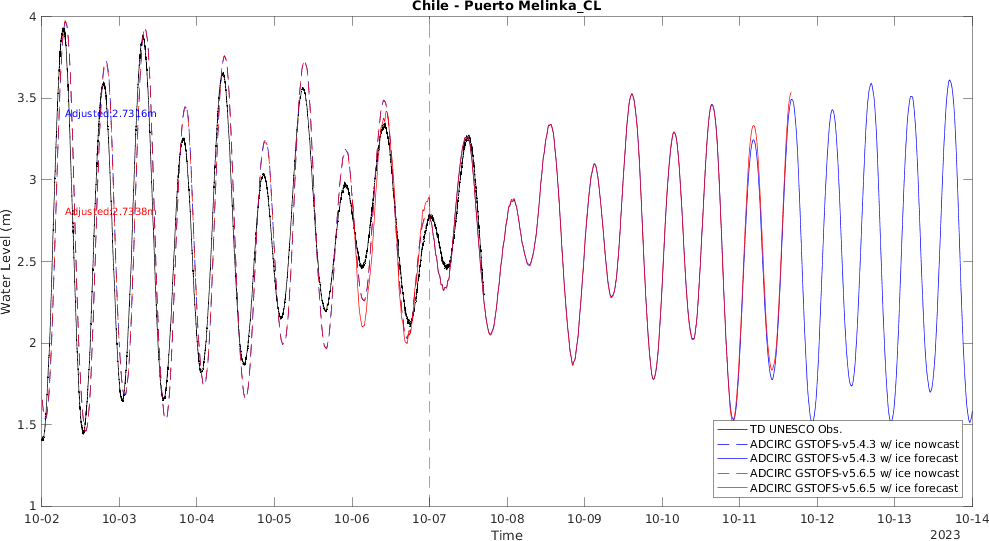 Chile - Puerto Melinka_CL
4
3.5
3
2.5
2
1.5
1
Water Level (m)
Adjusted:2.7316m
Adjusted:2.7338m
TD UNESCO Obs.
ADCIRC GSTOFS-v5.4.3 w/ ice nowcast
ADCIRC GSTOFS-v5.4.3 w/ ice forecast
ADCIRC GSTOFS-v5.6.5 w/ ice nowcast
ADCIRC GSTOFS-v5.6.5 w/ ice forecast
10-02 10-03 10-04 10-05 10-06 10-07 10-08 10-09 10-10 10-11 10-12 10-13 10-14
Time
2023